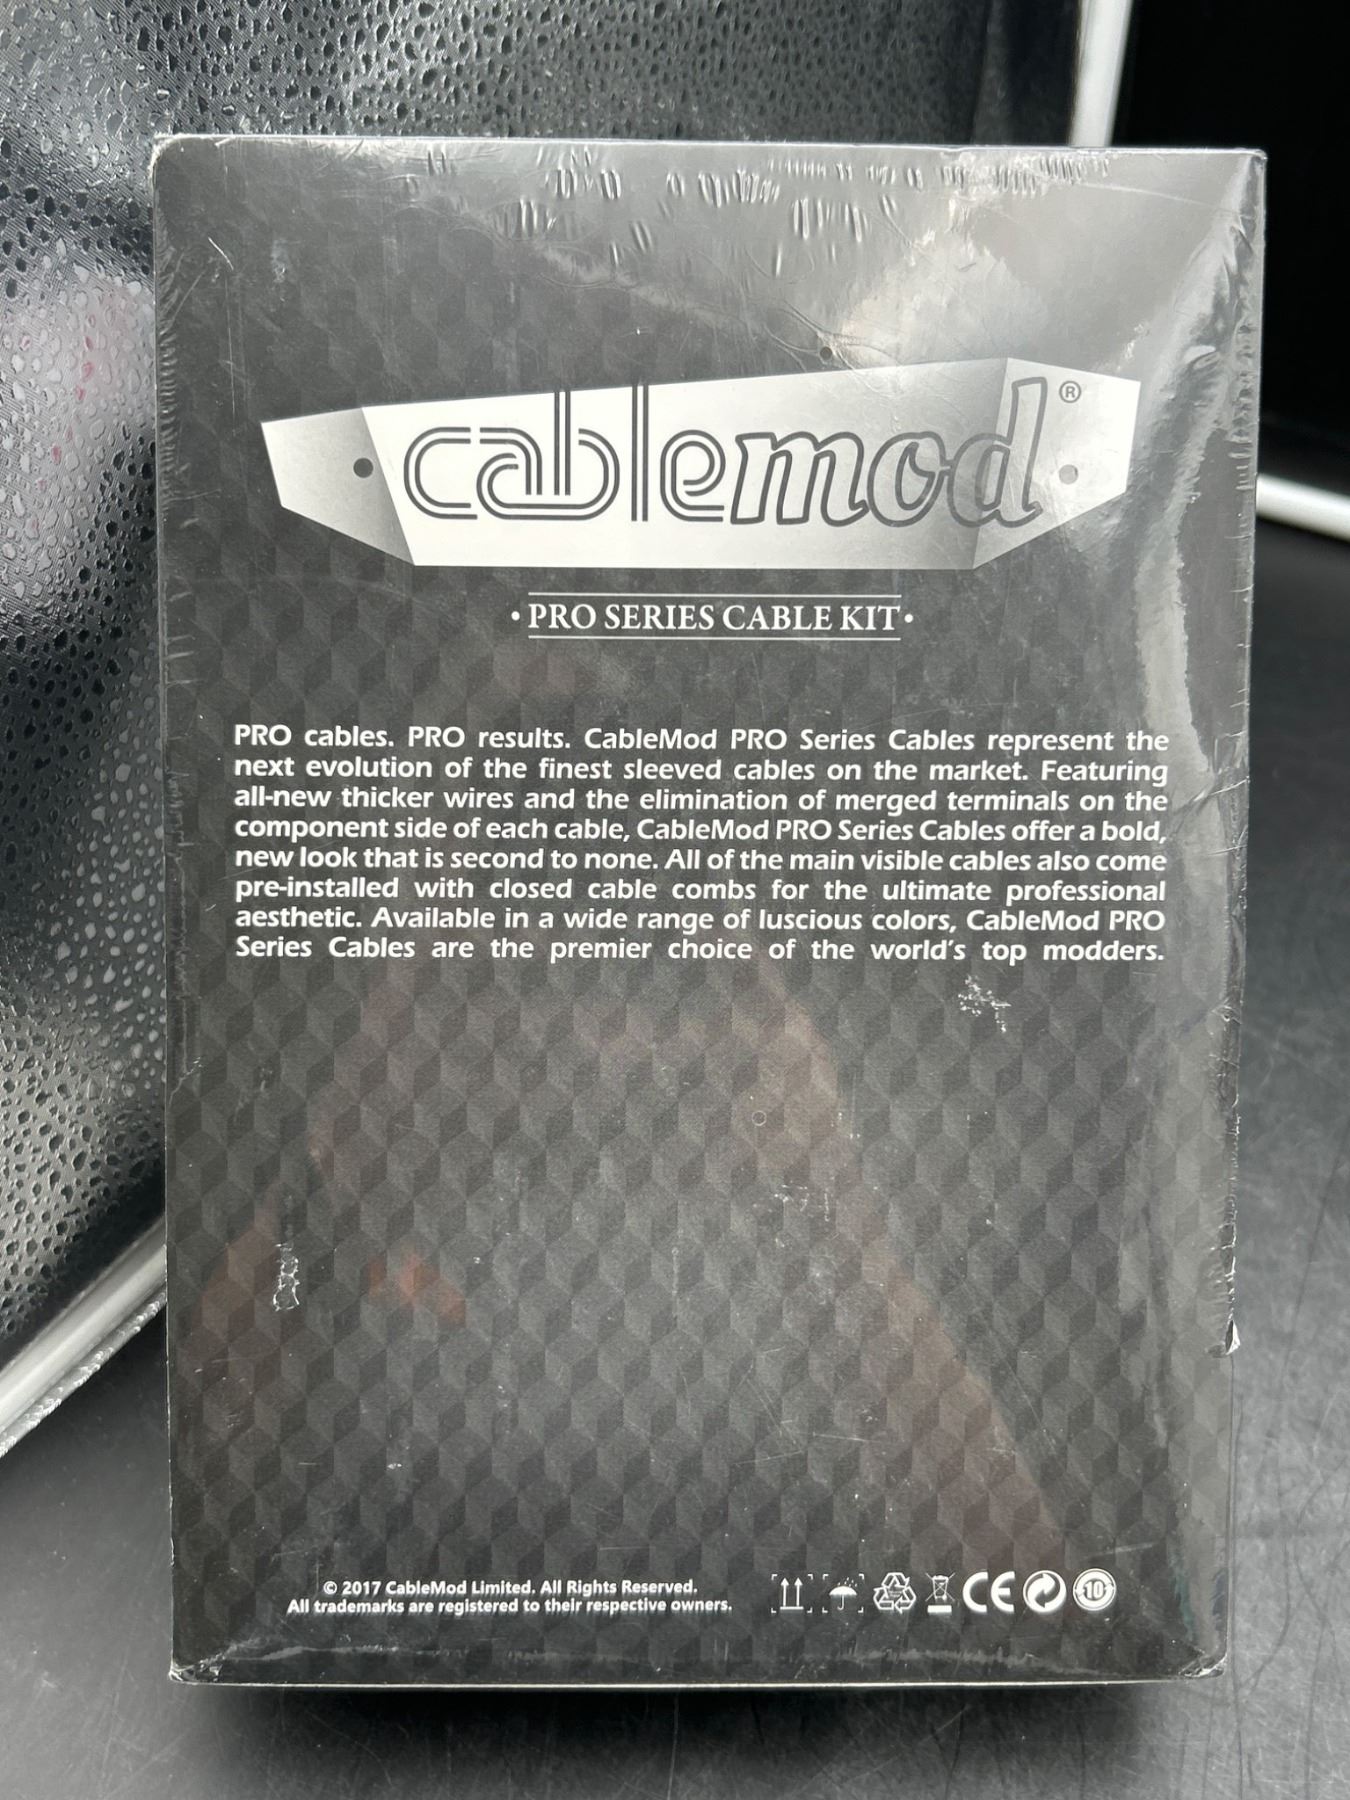 cablemod®
• PRO SERIES CABLE KIT •
PRO cables. PRO results. CableMod PRO Series Cables represent the
next evolution of the finest sleeved cables on the market. Featuring
all-new thicker wires and the elimination of merged terminals on the
component side of each cable, CableMod PRO Series Cables offer a bold,
new look that is second to none. All of the main visible cables also come
pre-installed with closed cable combs for the ultimate professional
aesthetic. Available in a wide range of luscious colors, CableMod PRO
Series Cables are the premier choice of the world's top modders.
© 2017 CableMod Limited. All Rights Reserved.
All trademarks are registered to their respective owners.
CE
10